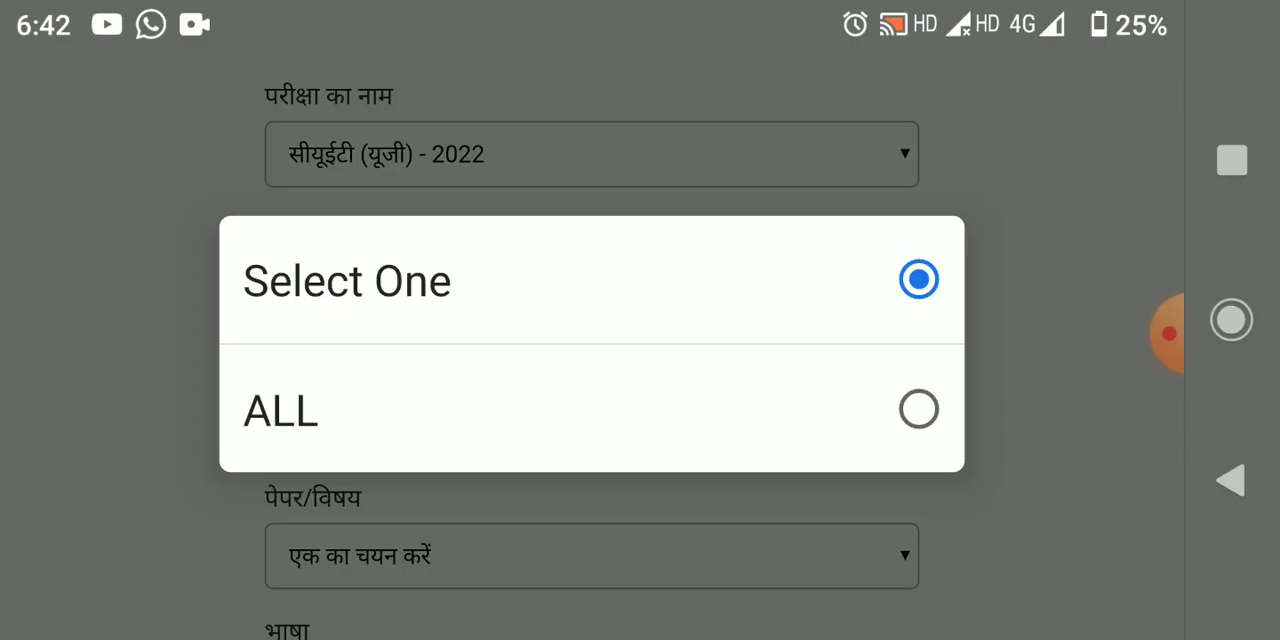 6:42 HD HD 4G 25%
परीक्षा का नाम
सीयूईटी (यूजी) - 2022
Select One
ALL
पेपर/विषय
एक का चयन करें
भाषा